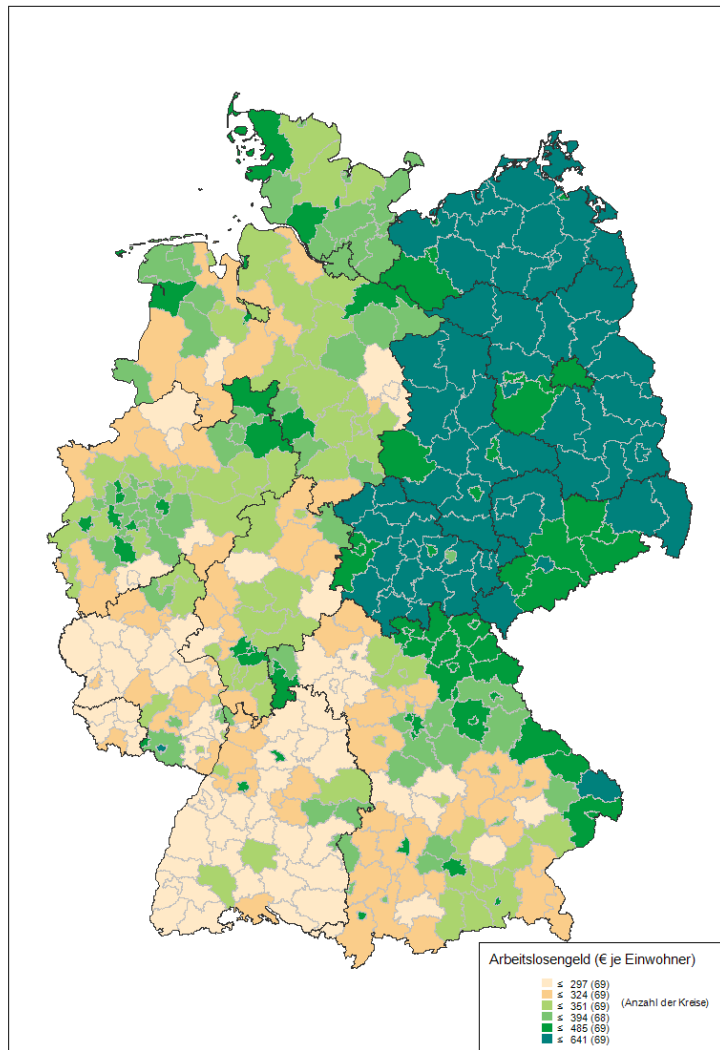 Arbeitslosengeld (€ je Einwohner)
≤ 297 (69)
≤ 324 (69)
≤ 351 (69) (Anzahl der Kreise)
≤ 394 (68)
≤ 485 (69)
≤ 641 (69)